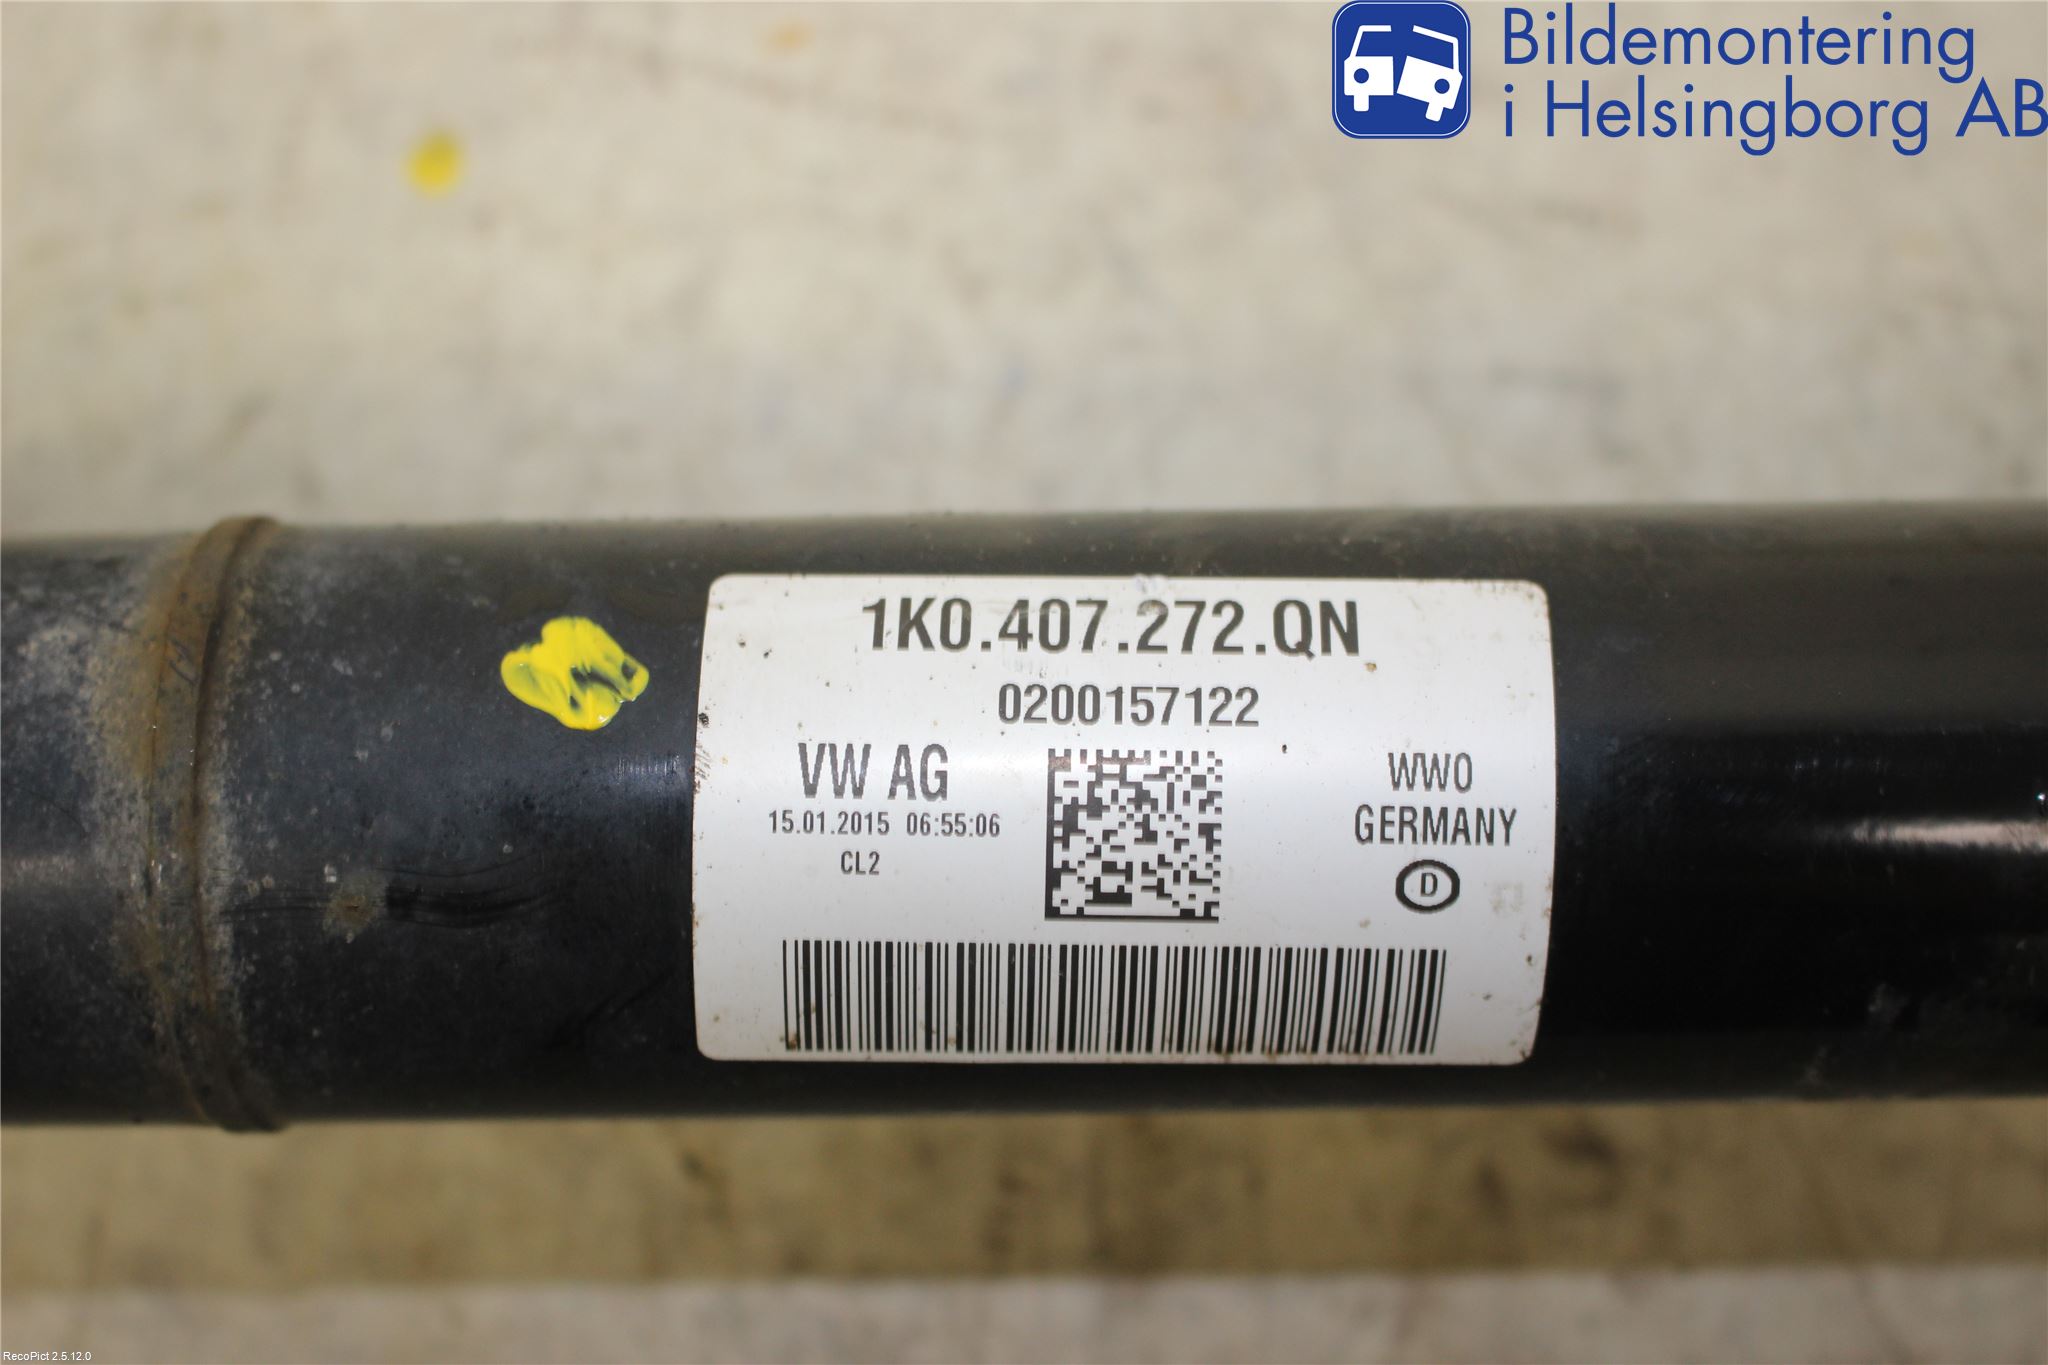 Bildemontering
i Helsingborg AB
1K0.407.272.QN
0200157122
VW AG
15.01.2015 06:55:06
CL2
WWO
GERMANY
D
RecoPict 2.5.12.0